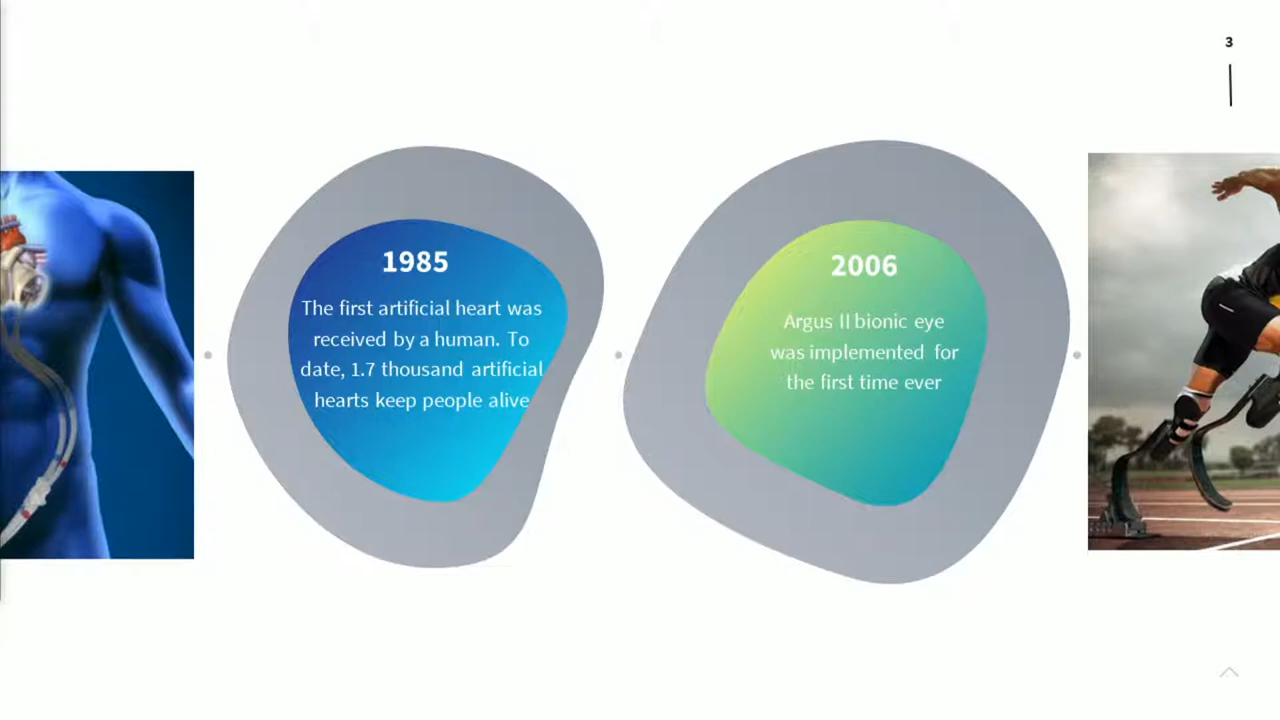 3
1985
The first artificial heart was
received by a human. To
date, 1.7 thousand artificial
hearts keep people alive
2006
Argus II bionic eye
was implemented for
the first time ever